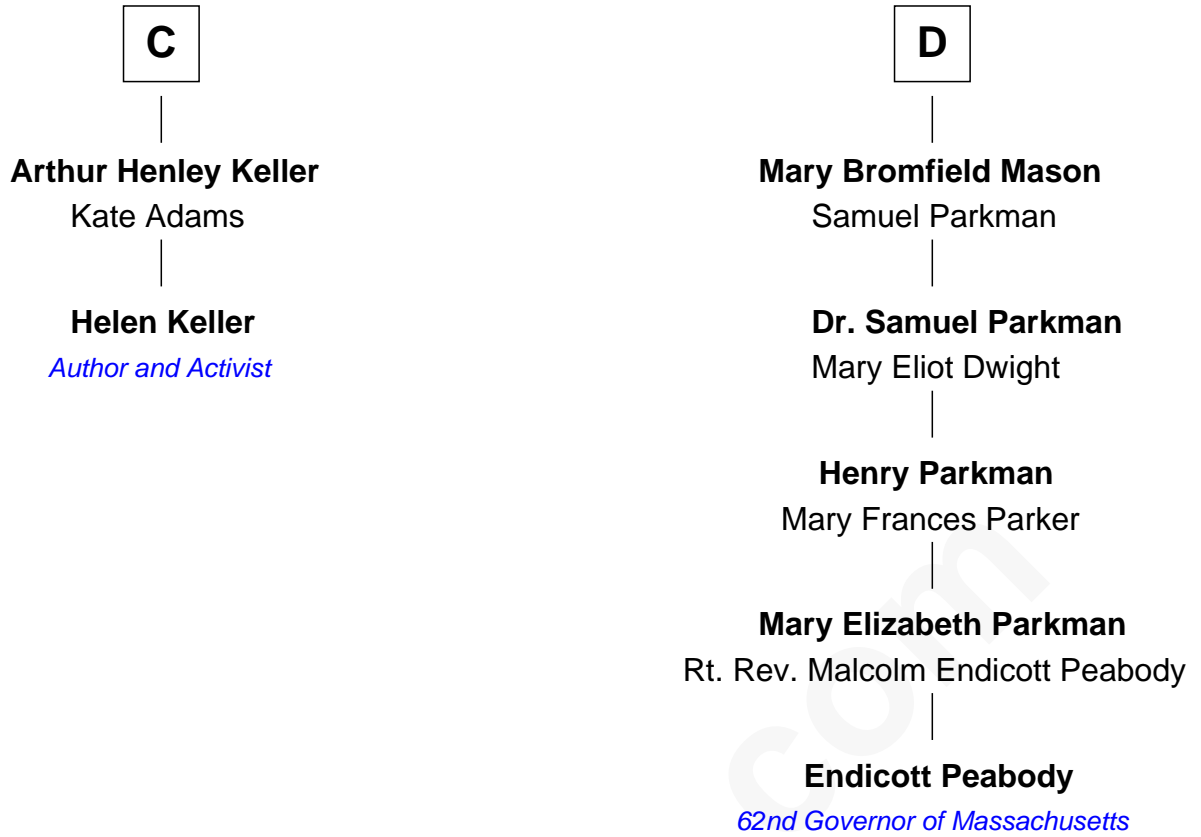 C
Arthur Henley Keller
Kate Adams
Helen Keller
Author and Activist
D
Mary Bromfield Mason
Samuel Parkman
Dr. Samuel Parkman
Mary Eliot Dwight
Henry Parkman
Mary Frances Parker
Mary Elizabeth Parkman
Rt. Rev. Malcolm Endicott Peabody
Endicott Peabody
62nd Governor of Massachusetts
com